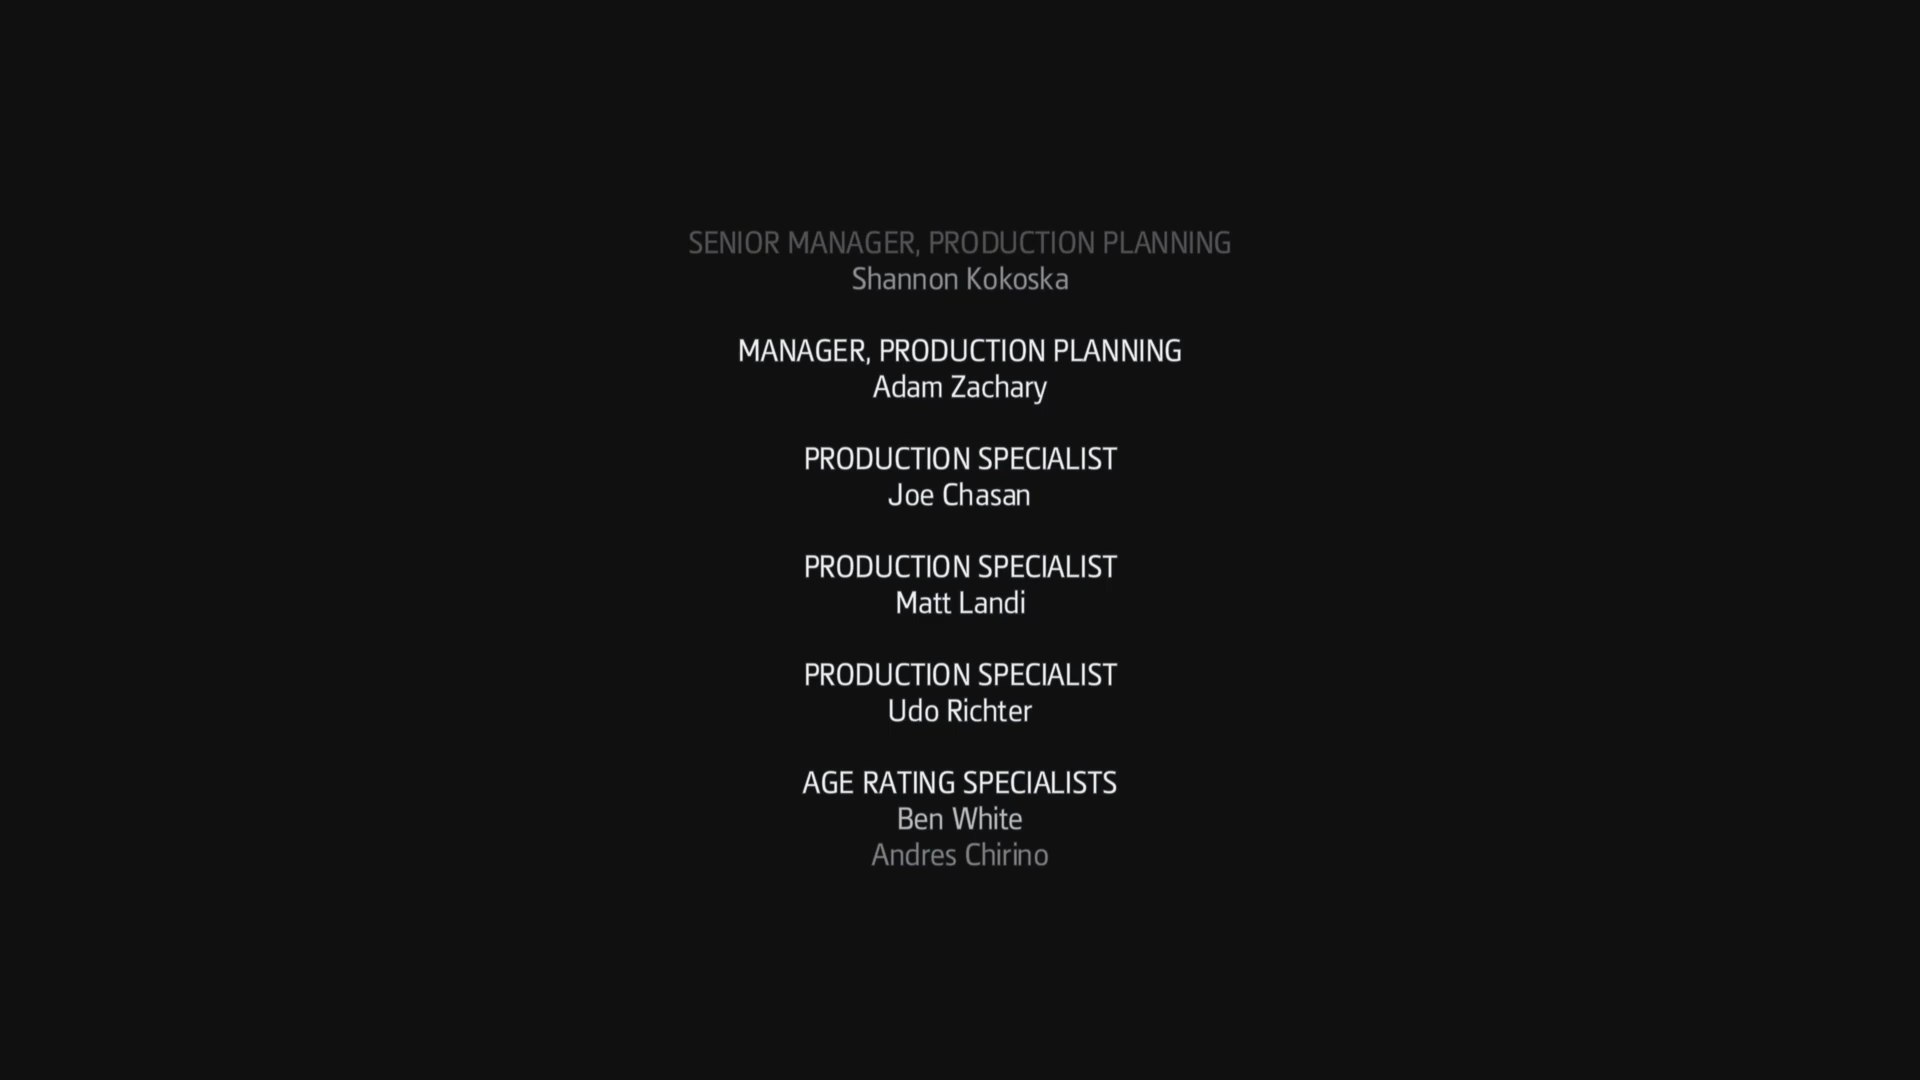 SENIOR MANAGER, PRODUCTION PLANNING
Shannon Kokoska
MANAGER, PRODUCTION PLANNING
Adam Zachary
PRODUCTION SPECIALIST
Joe Chasan
PRODUCTION SPECIALIST
Matt Landi
PRODUCTION SPECIALIST
Udo Richter
AGE RATING SPECIALISTS
Ben White
Andres Chirino